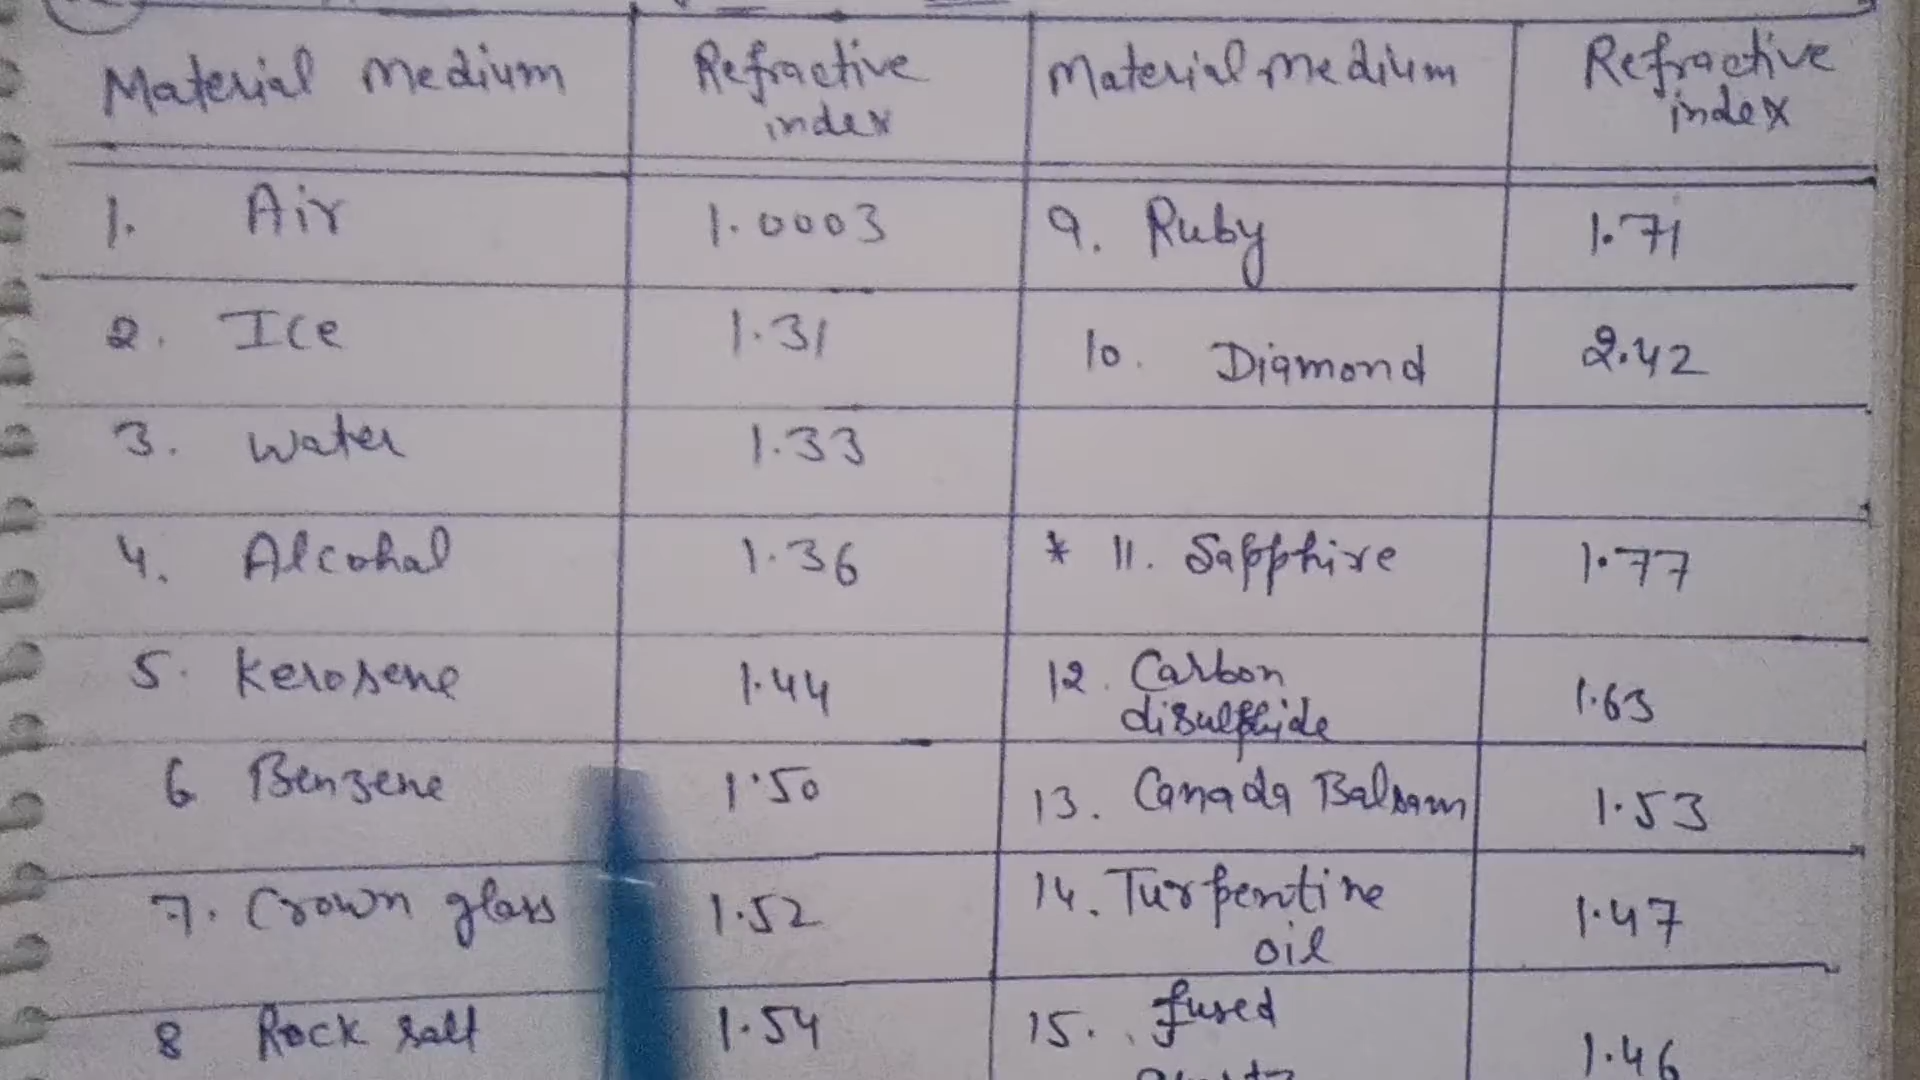 Material medium | Refractive index | Material medium | Refractive index
1. Air | 1.0003 | 9. Ruby | 1.71
2. Ice | 1.31 | 10. Diamond | 2.42
3. water | 1.33
4. Alcohal | 1.36 | * 11. Sapphire | 1.77
5. Kerosene | 1.44 | 12. Carbon disulphide | 1.63
6 Benzene | 1.50 | 13. Canada Balsam | 1.53
7. Crown glass | 1.52 | 14. Turpentine oil | 1.47
8 Rock salt | 1.54 | 15. fused | 1.46